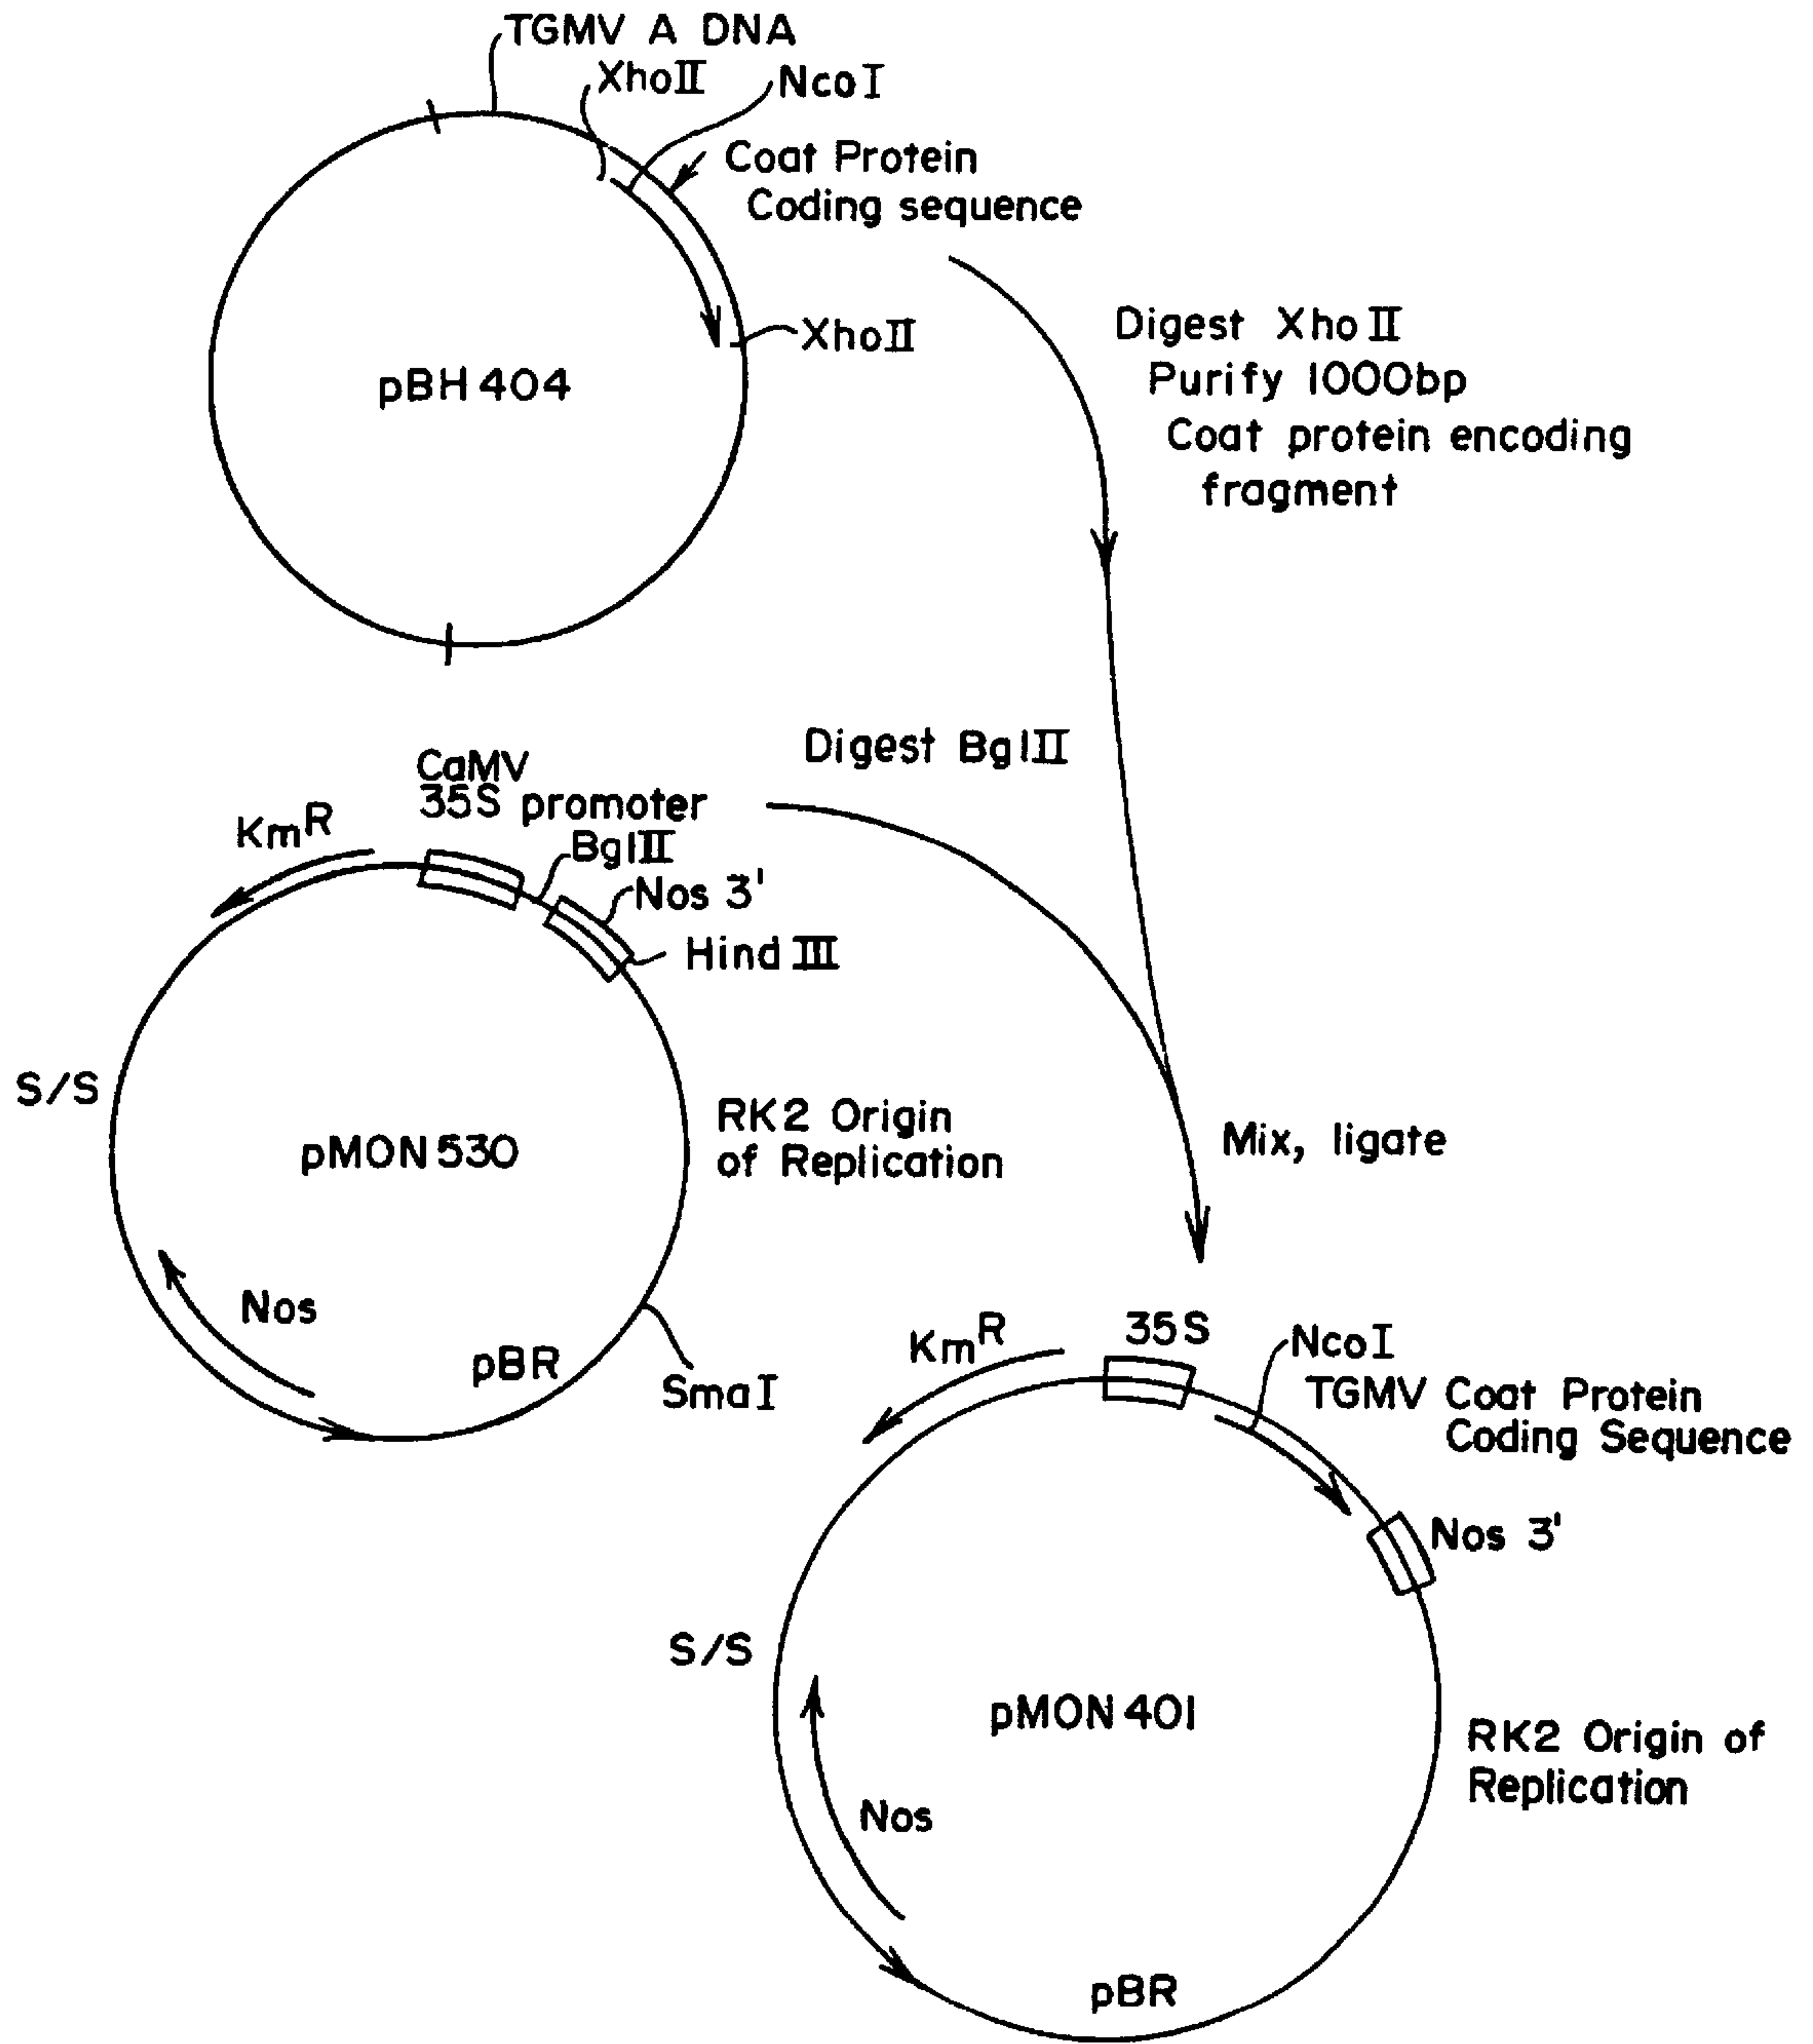 TGMV A DNA
XhoII
NcoI
Coat Protein
Coding sequence
XhoII
pBH404
Digest XhoII
Purify 1000bp
Coat protein encoding
fragment
Digest BglII
CaMV
35S promoter
KmR
BglII
Nos 3'
Hind III
S/S
pMON530
RK2 Origin
of Replication
Mix, ligate
Nos
pBR
SmaI
KmR
35S
NcoI
TGMV Coat Protein
Coding Sequence
Nos 3'
S/S
pMON401
RK2 Origin of
Replication
Nos
pBR